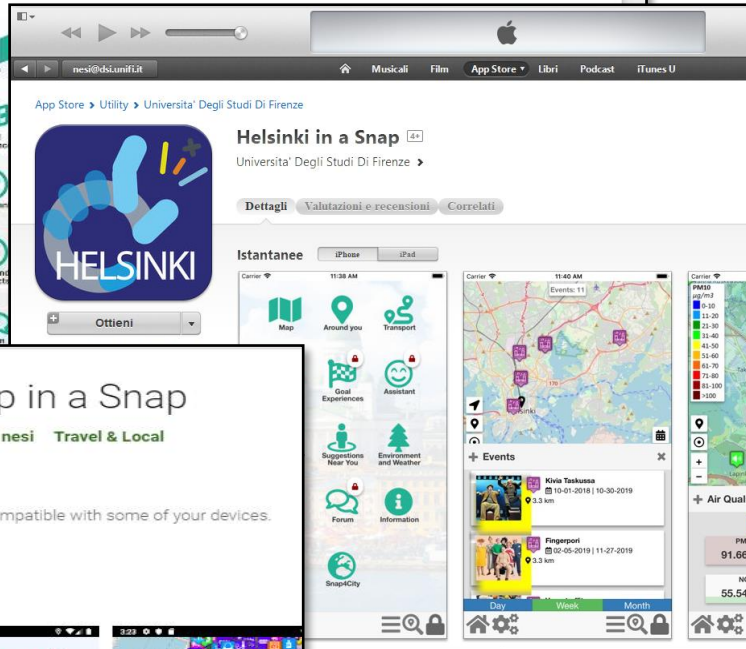 nesi@dsi.unifi.it
Musicali Film App Store Libri Podcast iTunes U
App Store > Utility > Universita' Degli Studi Di Firenze
HELSINKI
Ottieni
Helsinki in a Snap 4+
Universita' Degli Studi Di Firenze >
Dettagli Valutazioni e recensioni Correlati
Istantanee iPhone iPad
Carrier 11:38 AM
Map Around you Transport
Goal Experiences
Assistant
Suggestions Near You
Environment and Weather
Forum Information
Snap4City
Carrier 11:40 AM
Events: 11
170
+ Events
Kivia Taskussa
10-01-2018 | 10-30-2019
3.3 km
Fingerpori
02-05-2019 | 11-27-2019
3.3 km
Day Week Month
Carrier
PM10
µg/m3
0-10
11-20
21-30
31-40
41-50
51-60
61-70
71-80
81-100
>100
+ Air Qual
PM
91.66
NO
55.54
p in a Snap
nesi Travel & Local
mpatible with some of your devices.
3:23